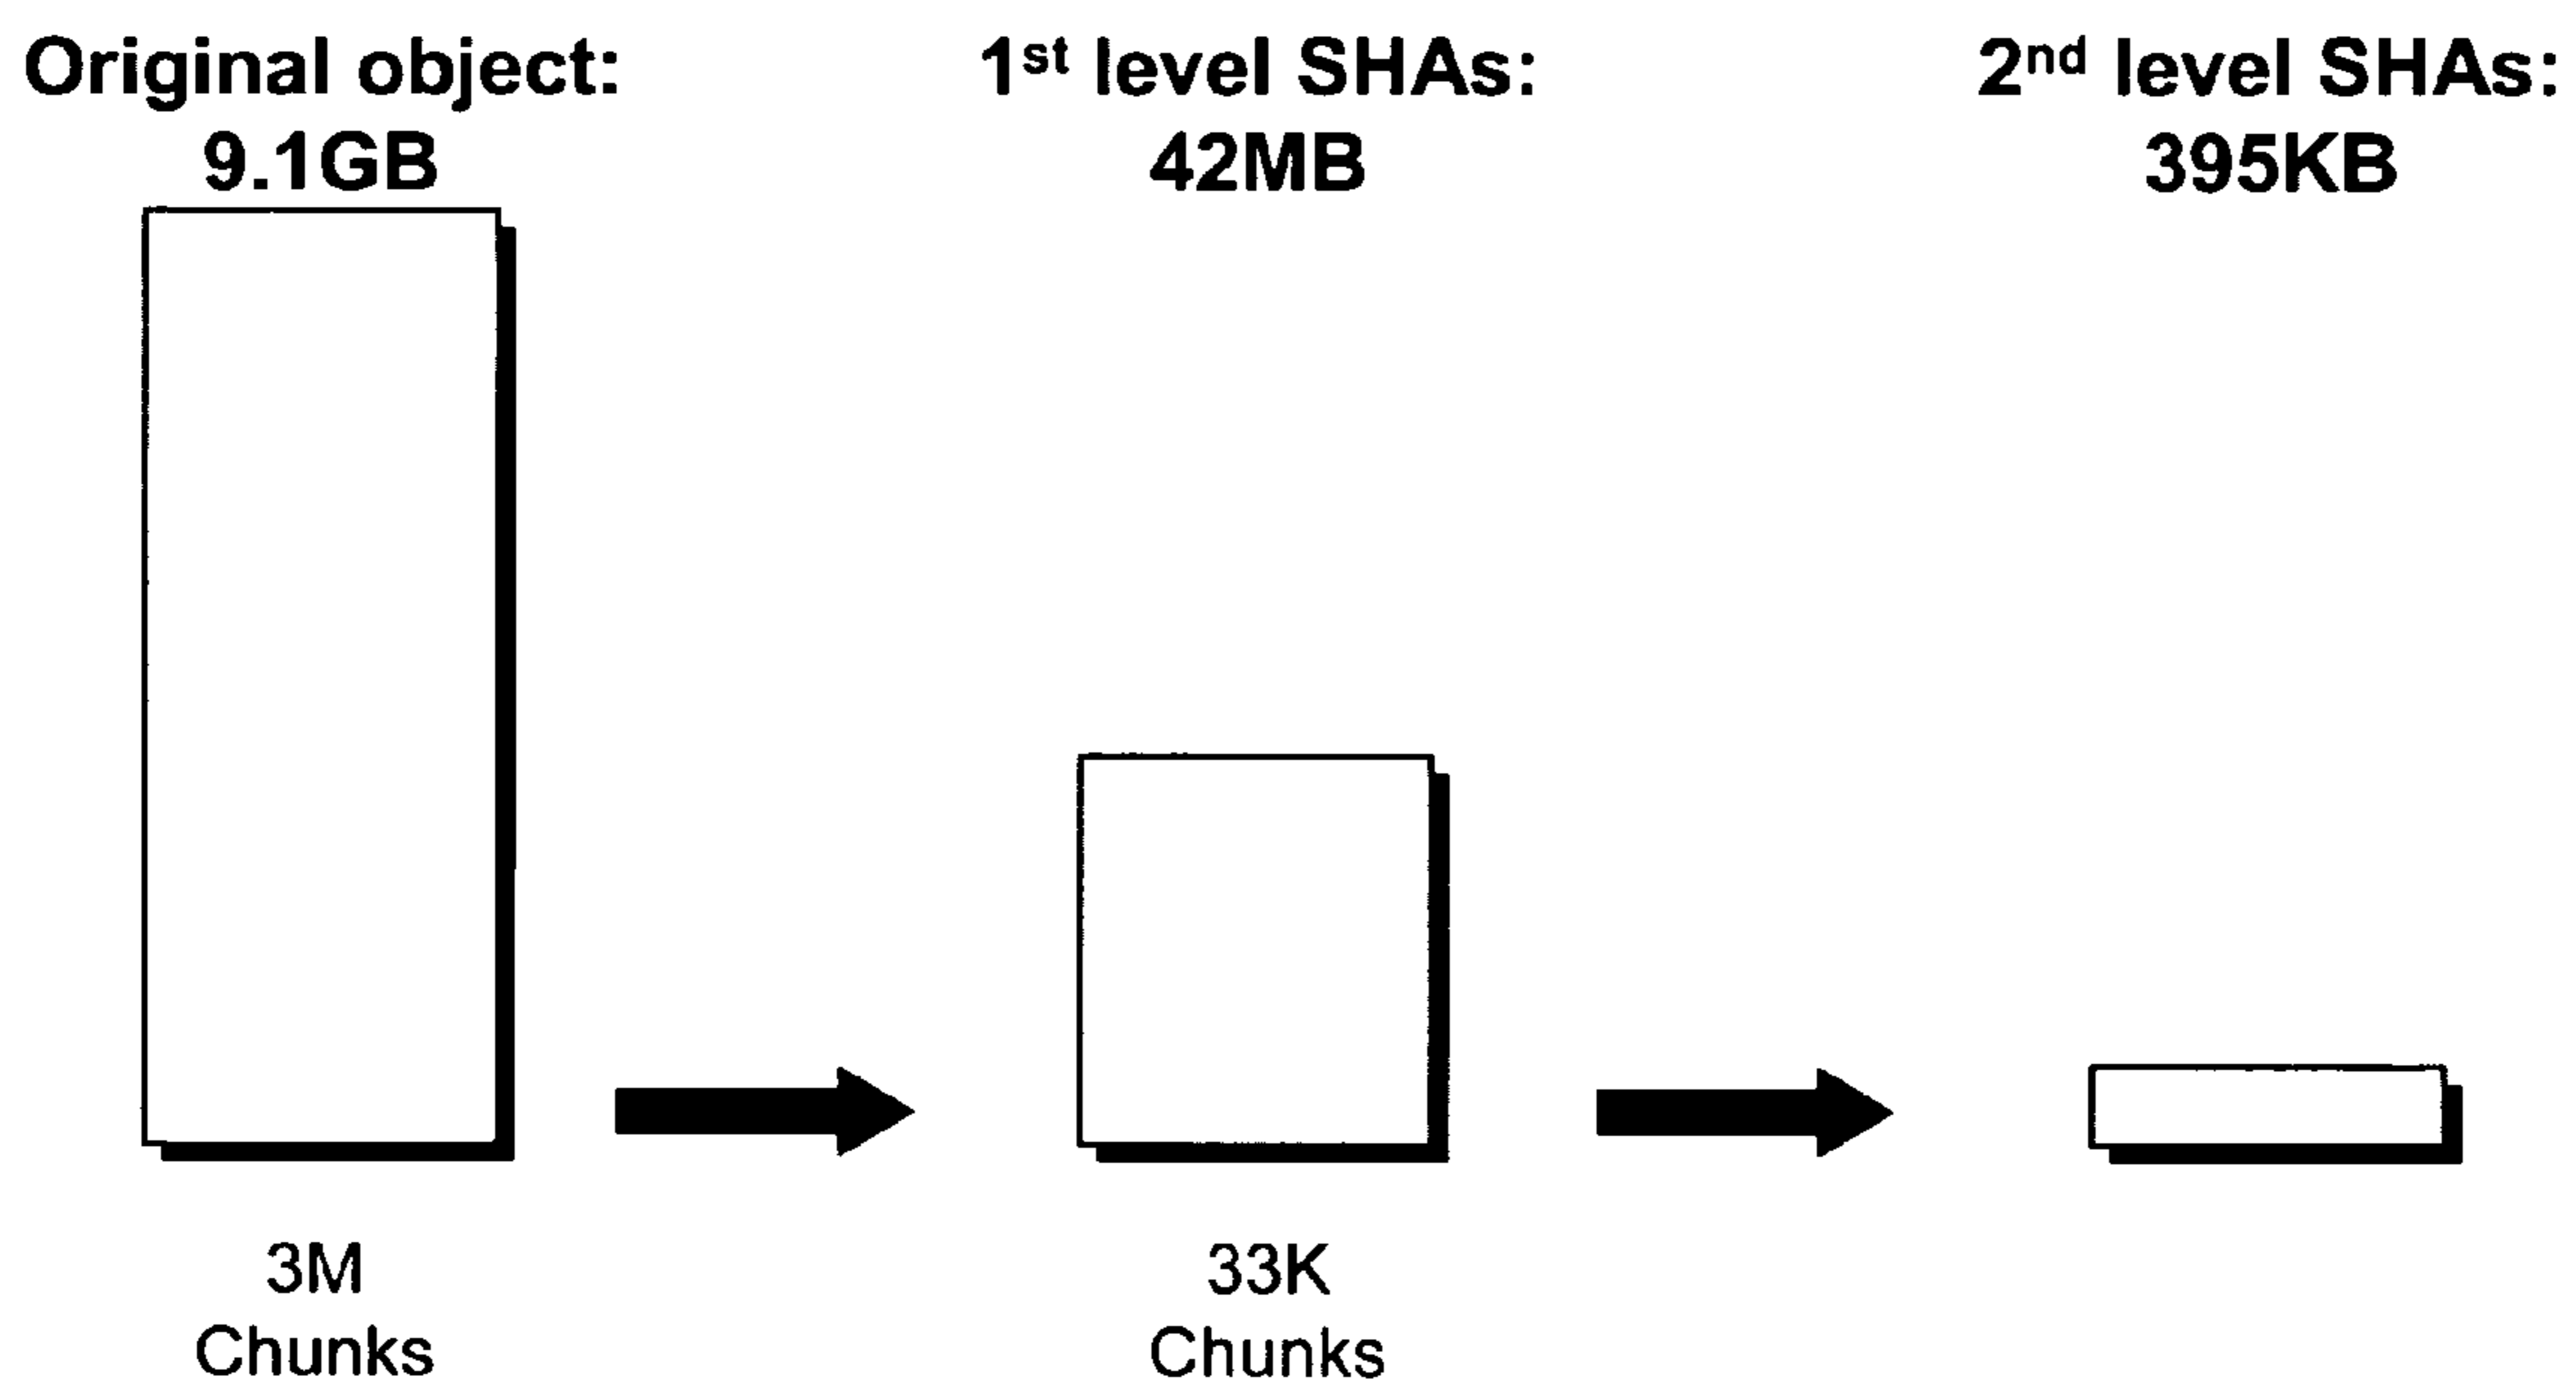 Original object:
9.1GB
1st level SHAs:
42MB
2nd level SHAs:
395KB
3M
Chunks
33K
Chunks